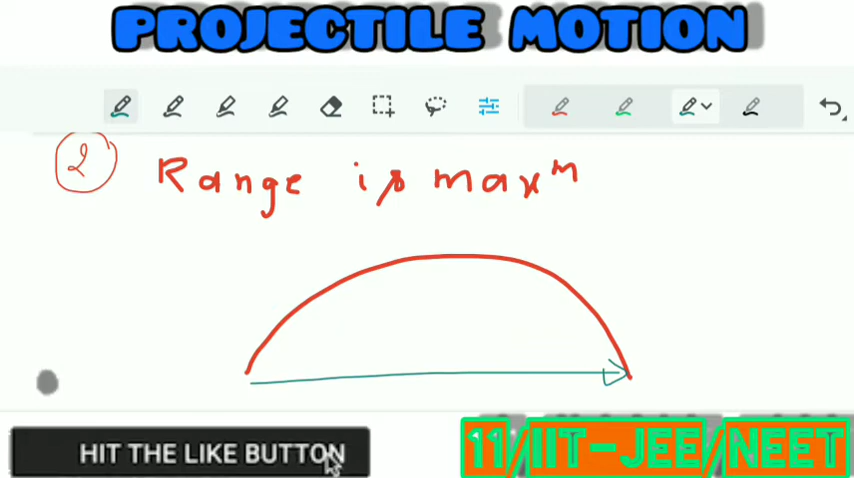 PROJECTILE MOTION
2 Range is maxᵐ
HIT THE LIKE BUTTON
11/IIT-JEE/NEET